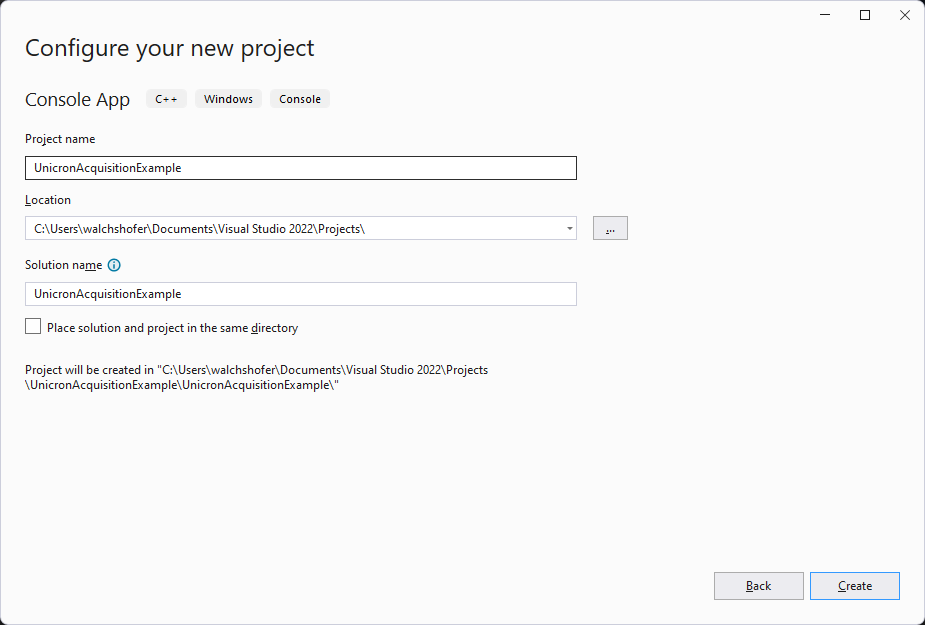 Configure your new project
Console App C++ Windows Console
Project name
UnicronAcquisitionExample
Location
C:\Users\walchshofer\Documents\Visual Studio 2022\Projects\
...
Solution name
UnicronAcquisitionExample
Place solution and project in the same directory
Project will be created in "C:\Users\walchshofer\Documents\Visual Studio 2022\Projects
\UnicronAcquisitionExample\UnicronAcquisitionExample\"
Back Create